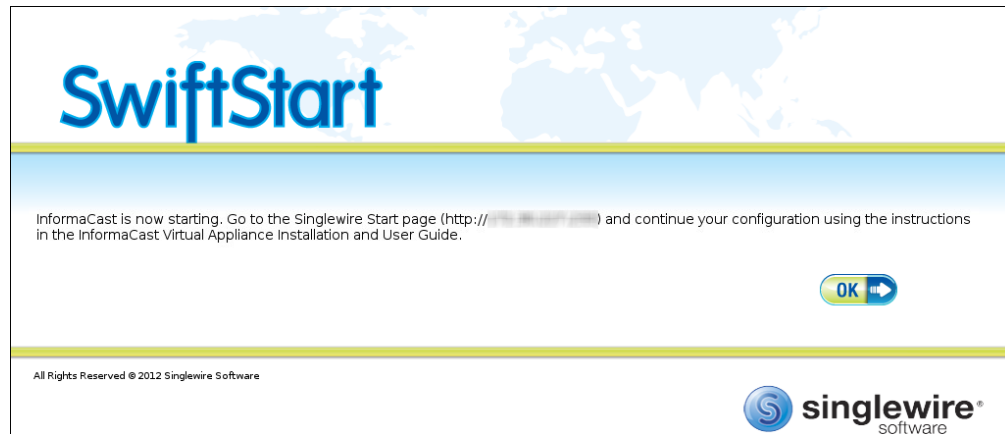 SwiftStart
InformaCast is now starting. Go to the Singlewire Start page (http:// ) and continue your configuration using the instructions
in the InformaCast Virtual Appliance Installation and User Guide.
OK
All Rights Reserved © 2012 Singlewire Software
S singlewire®
software